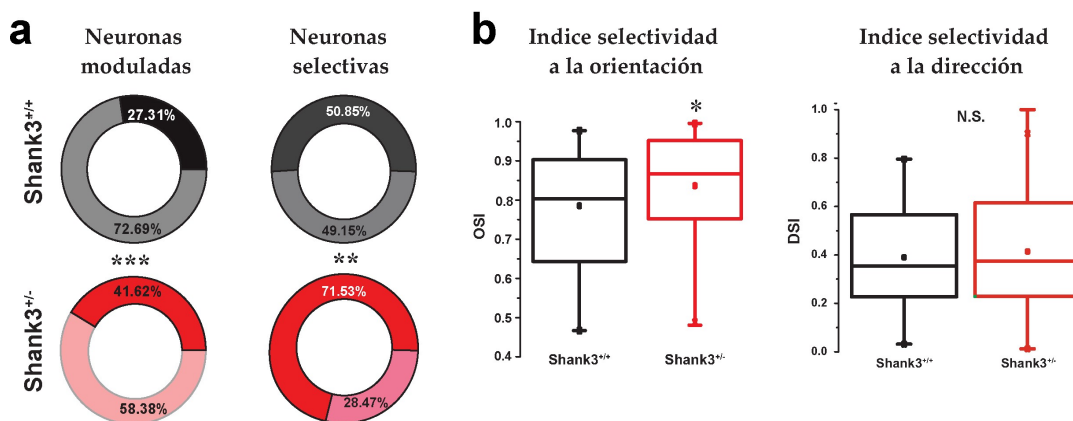 a
Neuronas
moduladas
Neuronas
selectivas
Shank3+/+
27.31%
72.69%
50.85%
49.15%
***
**
Shank3+/-
41.62%
58.38%
71.53%
28.47%
b
Indice selectividad
a la orientación
*
OSI
1.0
0.9
0.8
0.7
0.6
0.5
0.4
Shank3+/+
Shank3+/-
Indice selectividad
a la dirección
N.S.
DSI
1.0
0.8
0.6
0.4
0.2
0.0
Shank3+/+
Shank3+/-